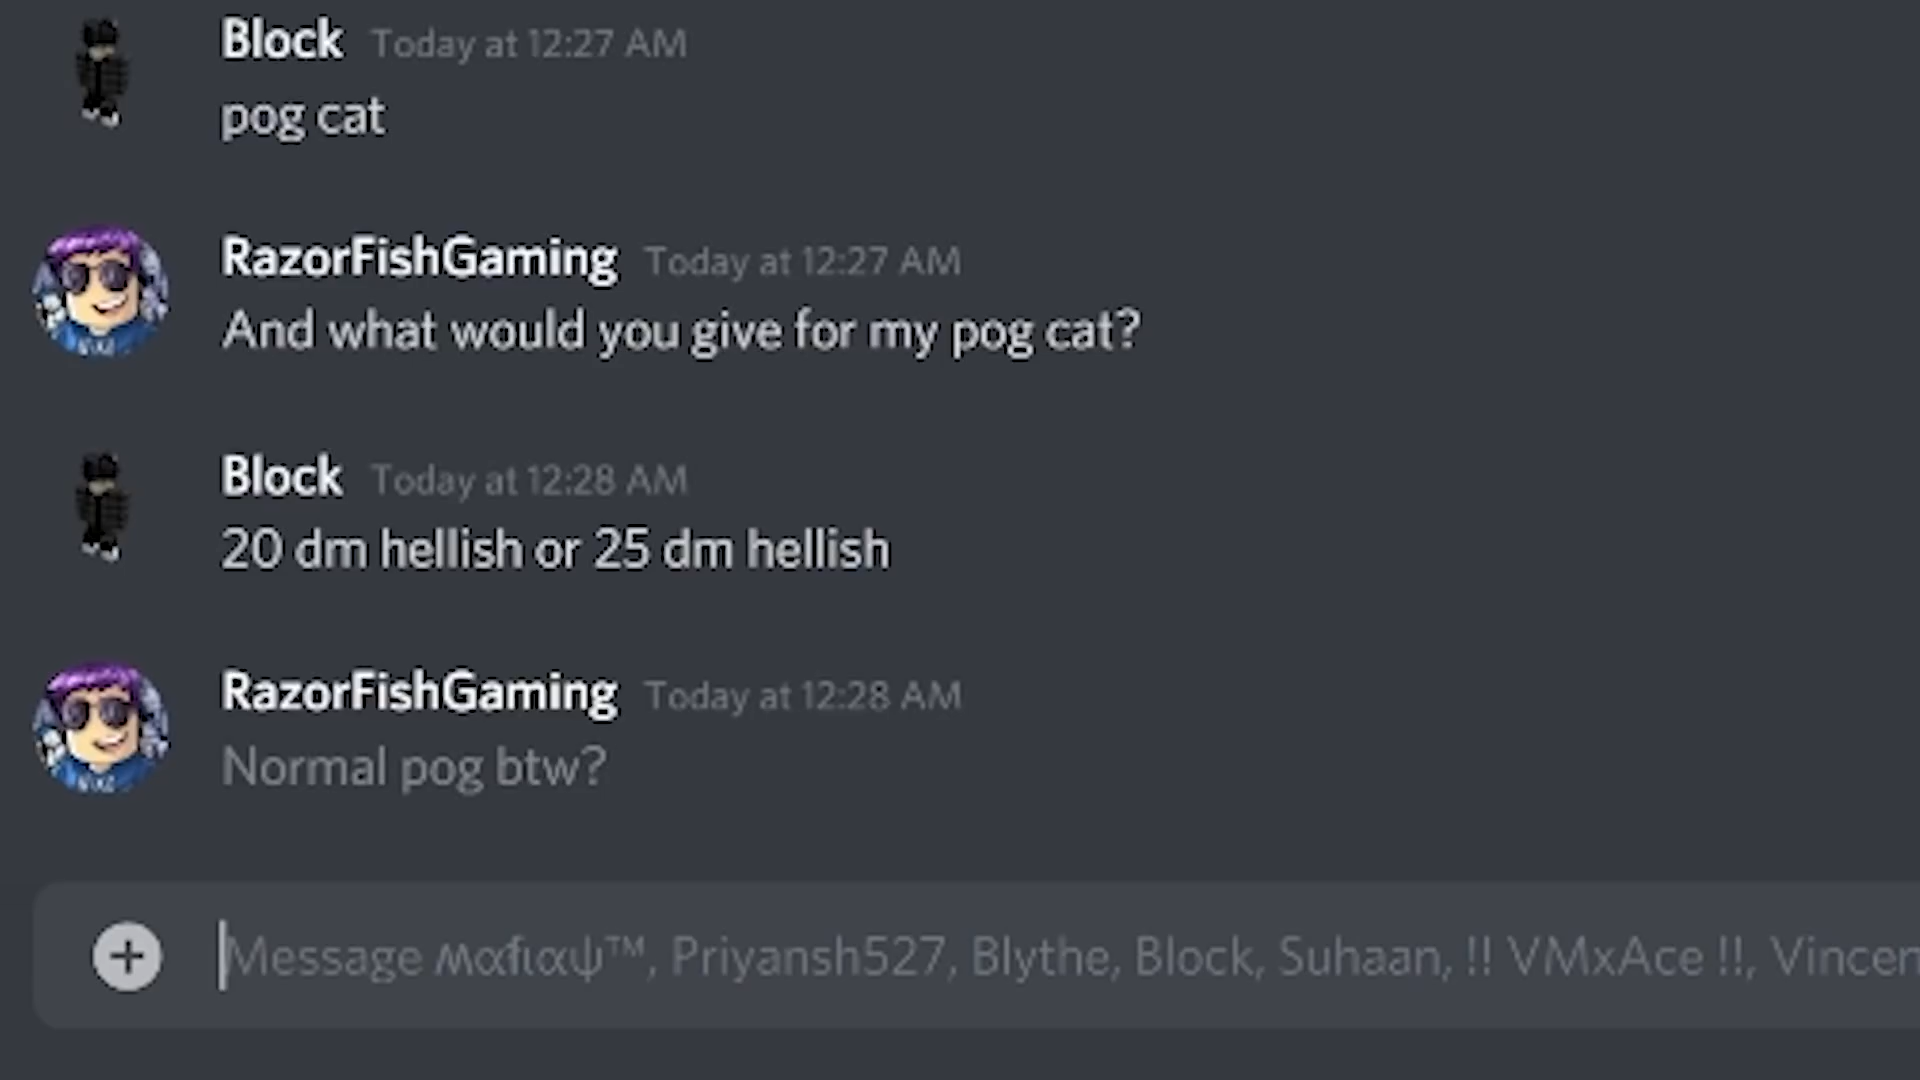 Block Today at 12:27 AM
pog cat
RazorFishGaming Today at 12:27 AM
And what would you give for my pog cat?
Block Today at 12:28 AM
20 dm hellish or 25 dm hellish
RazorFishGaming Today at 12:28 AM
Normal pog btw?
Message ʍαfιαψ™, Priyansh527, Blythe, Block, Suhaan, !! VMxAce !!, Vincen